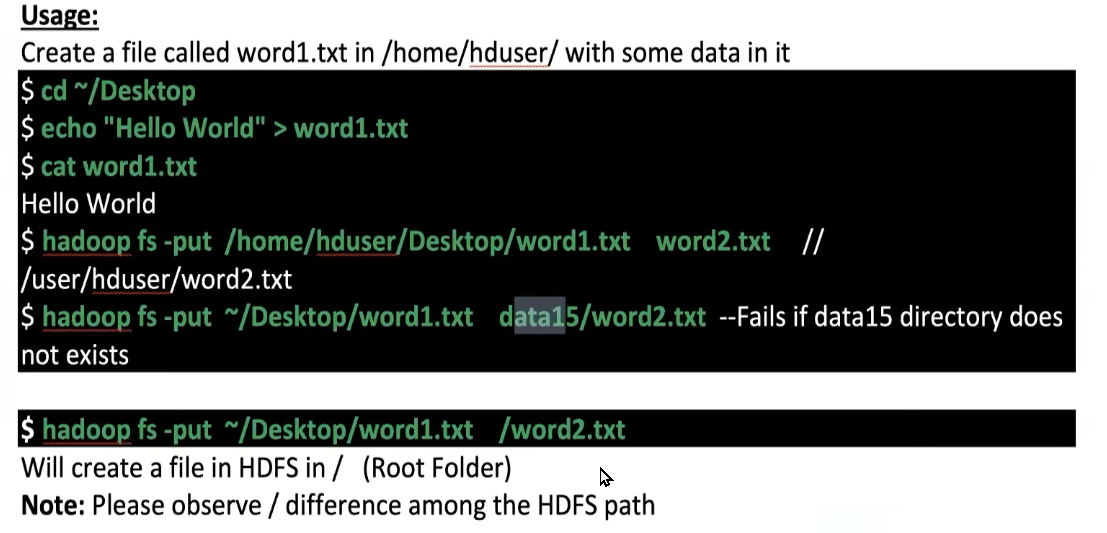 Usage:
Create a file called word1.txt in /home/hduser/ with some data in it
$ cd ~/Desktop
$ echo "Hello World" > word1.txt
$ cat word1.txt
Hello World
$ hadoop fs -put /home/hduser/Desktop/word1.txt word2.txt //
/user/hduser/word2.txt
$ hadoop fs -put ~/Desktop/word1.txt data15/word2.txt --Fails if data15 directory does
not exists
$ hadoop fs -put ~/Desktop/word1.txt /word2.txt
Will create a file in HDFS in / (Root Folder)
Note: Please observe / difference among the HDFS path